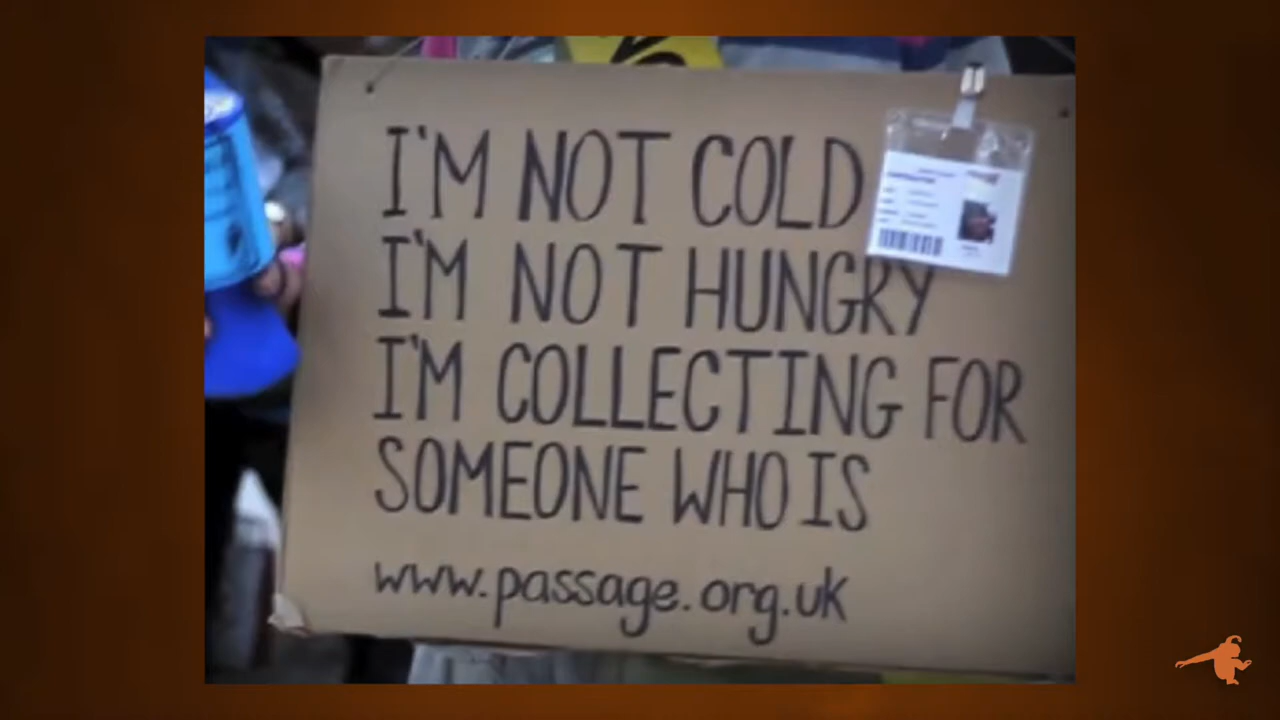 I'M NOT COLD
I'M NOT HUNGRY
I'M COLLECTING FOR
SOMEONE WHO IS
www.passage.org.uk